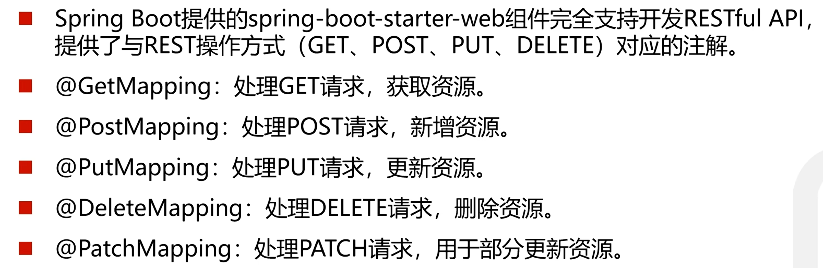 Spring Boot提供的spring-boot-starter-web组件完全支持开发RESTful API，
提供了与REST操作方式（GET、POST、PUT、DELETE）对应的注解。
@GetMapping：处理GET请求，获取资源。
@PostMapping：处理POST请求，新增资源。
@PutMapping：处理PUT请求，更新资源。
@DeleteMapping：处理DELETE请求，删除资源。
@PatchMapping：处理PATCH请求，用于部分更新资源。